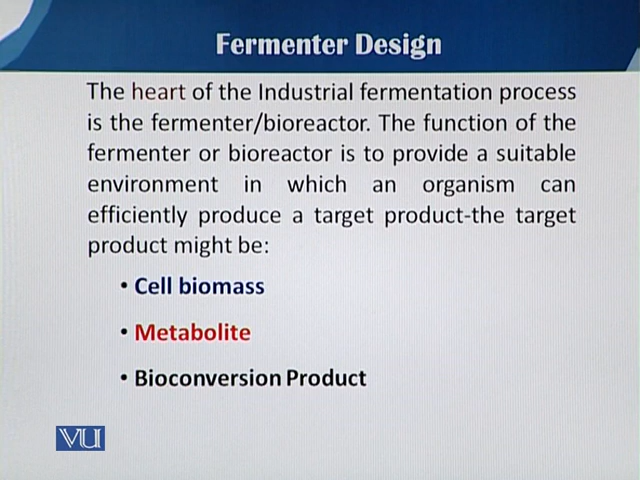 Fermenter Design
The heart of the Industrial fermentation process
is the fermenter/bioreactor. The function of the
fermenter or bioreactor is to provide a suitable
environment in which an organism can
efficiently produce a target product-the target
product might be:
• Cell biomass
• Metabolite
• Bioconversion Product
VU